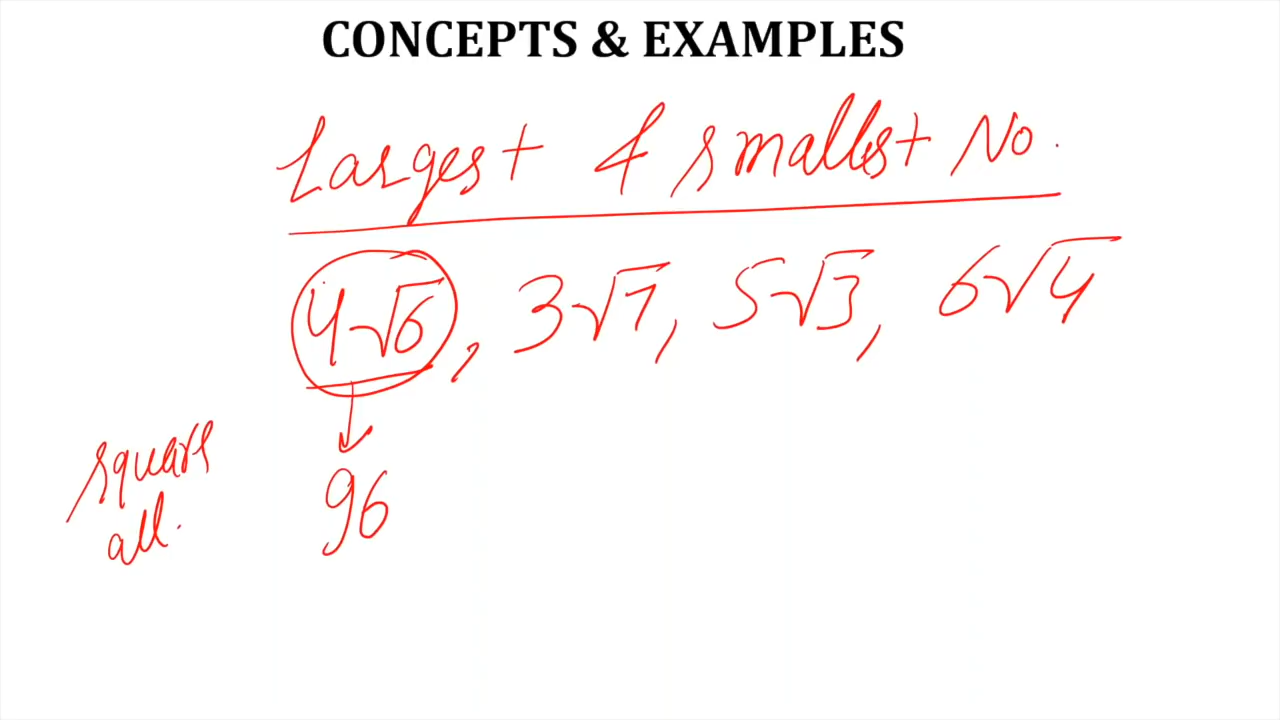 CONCEPTS & EXAMPLES
Largest & smallest No.
4√6, 3√7, 5√3, 6√4
square
all.
96